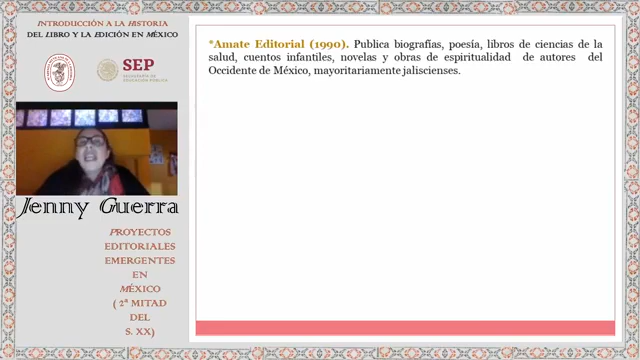 INTRODUCCIÓN A LA HISTORIA
DEL LIBRO Y LA EDICIÓN EN MÉXICO
SEP
SECRETARÍA DE
EDUCACIÓN PÚBLICA
Jenny Guerra
PROYECTOS
EDITORIALES
EMERGENTES
EN
MÉXICO
( 2ª MITAD
DEL
S. XX)
*Amate Editorial (1990). Publica biografías, poesía, libros de ciencias de la
salud, cuentos infantiles, novelas y obras de espiritualidad de autores del
Occidente de México, mayoritariamente jaliscienses.